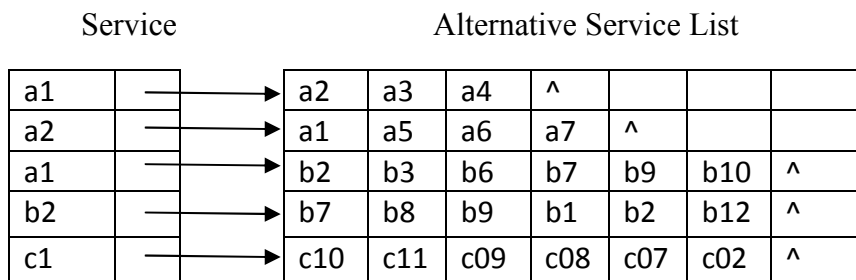 Service Alternative Service List
a1 a2 a3 a4 ^
a2 a1 a5 a6 a7 ^
a1 b2 b3 b6 b7 b9 b10 ^
b2 b7 b8 b9 b1 b2 b12 ^
c1 c10 c11 c09 c08 c07 c02 ^